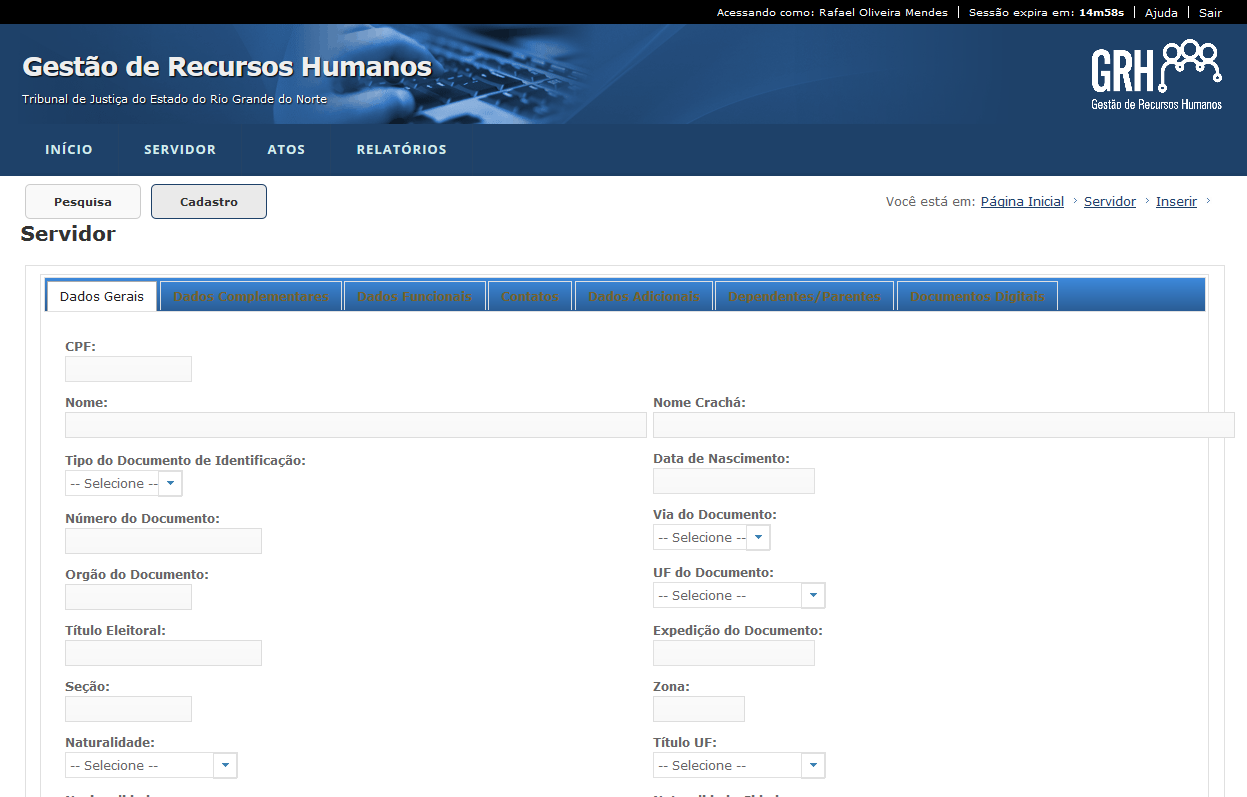 Acessando como: Rafael Oliveira Mendes | Sessão expira em: 14m58s | Ajuda | Sair
Gestão de Recursos Humanos
Tribunal de Justiça do Estado do Rio Grande do Norte
GRH
Gestão de Recursos Humanos
INÍCIO SERVIDOR ATOS RELATÓRIOS
Pesquisa Cadastro
Você está em: Página Inicial › Servidor › Inserir ›
Servidor
Dados Gerais Dados Complementares Dados Funcionais Contatos Dados Adicionais Dependentes/Parentes Documentos Digitais
CPF:
Nome: Nome Crachá:
Tipo do Documento de Identificação: Data de Nascimento:
-- Selecione --
Número do Documento: Via do Documento:
-- Selecione --
Orgão do Documento: UF do Documento:
-- Selecione --
Título Eleitoral: Expedição do Documento:
Seção: Zona:
Naturalidade: Título UF:
-- Selecione -- -- Selecione --